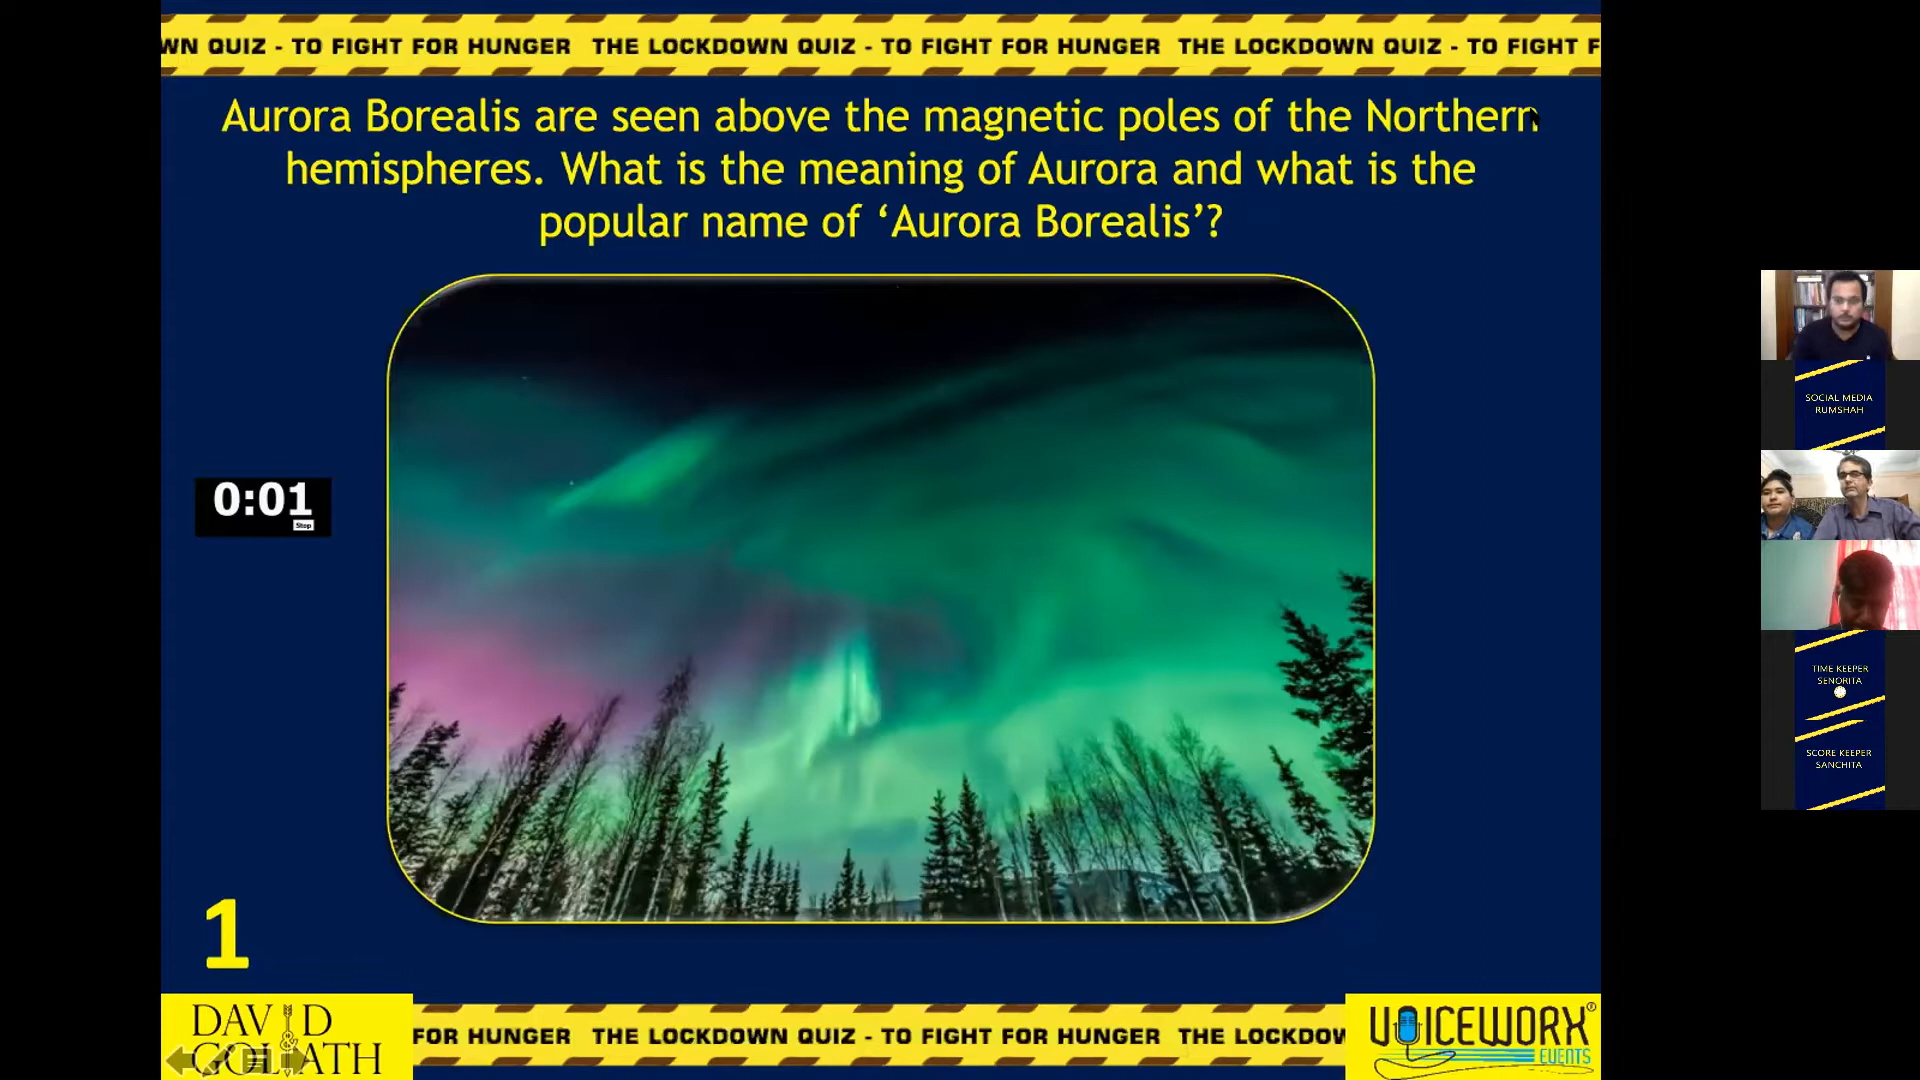 WN QUIZ - TO FIGHT FOR HUNGER THE LOCKDOWN QUIZ - TO FIGHT FOR HUNGER THE LOCKDOWN QUIZ - TO FIGHT F
Aurora Borealis are seen above the magnetic poles of the Northern
hemispheres. What is the meaning of Aurora and what is the
popular name of ‘Aurora Borealis’?
0:01
Stop
1
DAVID
GOLIATH
FOR HUNGER THE LOCKDOWN QUIZ - TO FIGHT FOR HUNGER THE LOCKDOW
VOICEWORX®
EVENTS
SOCIAL MEDIA
RUMSHAH
TIME KEEPER
SENORITA
SCORE KEEPER
SANCHITA